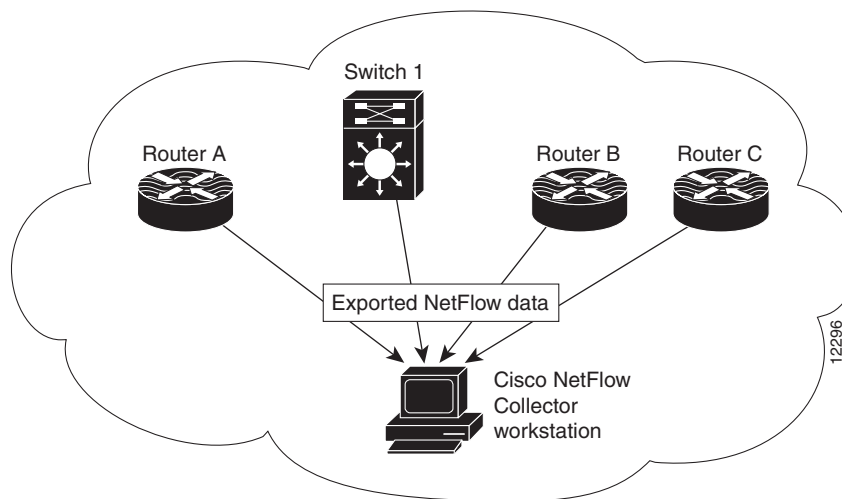 Switch 1
Router A
Router B
Router C
Exported NetFlow data
12296
Cisco NetFlow
Collector
workstation